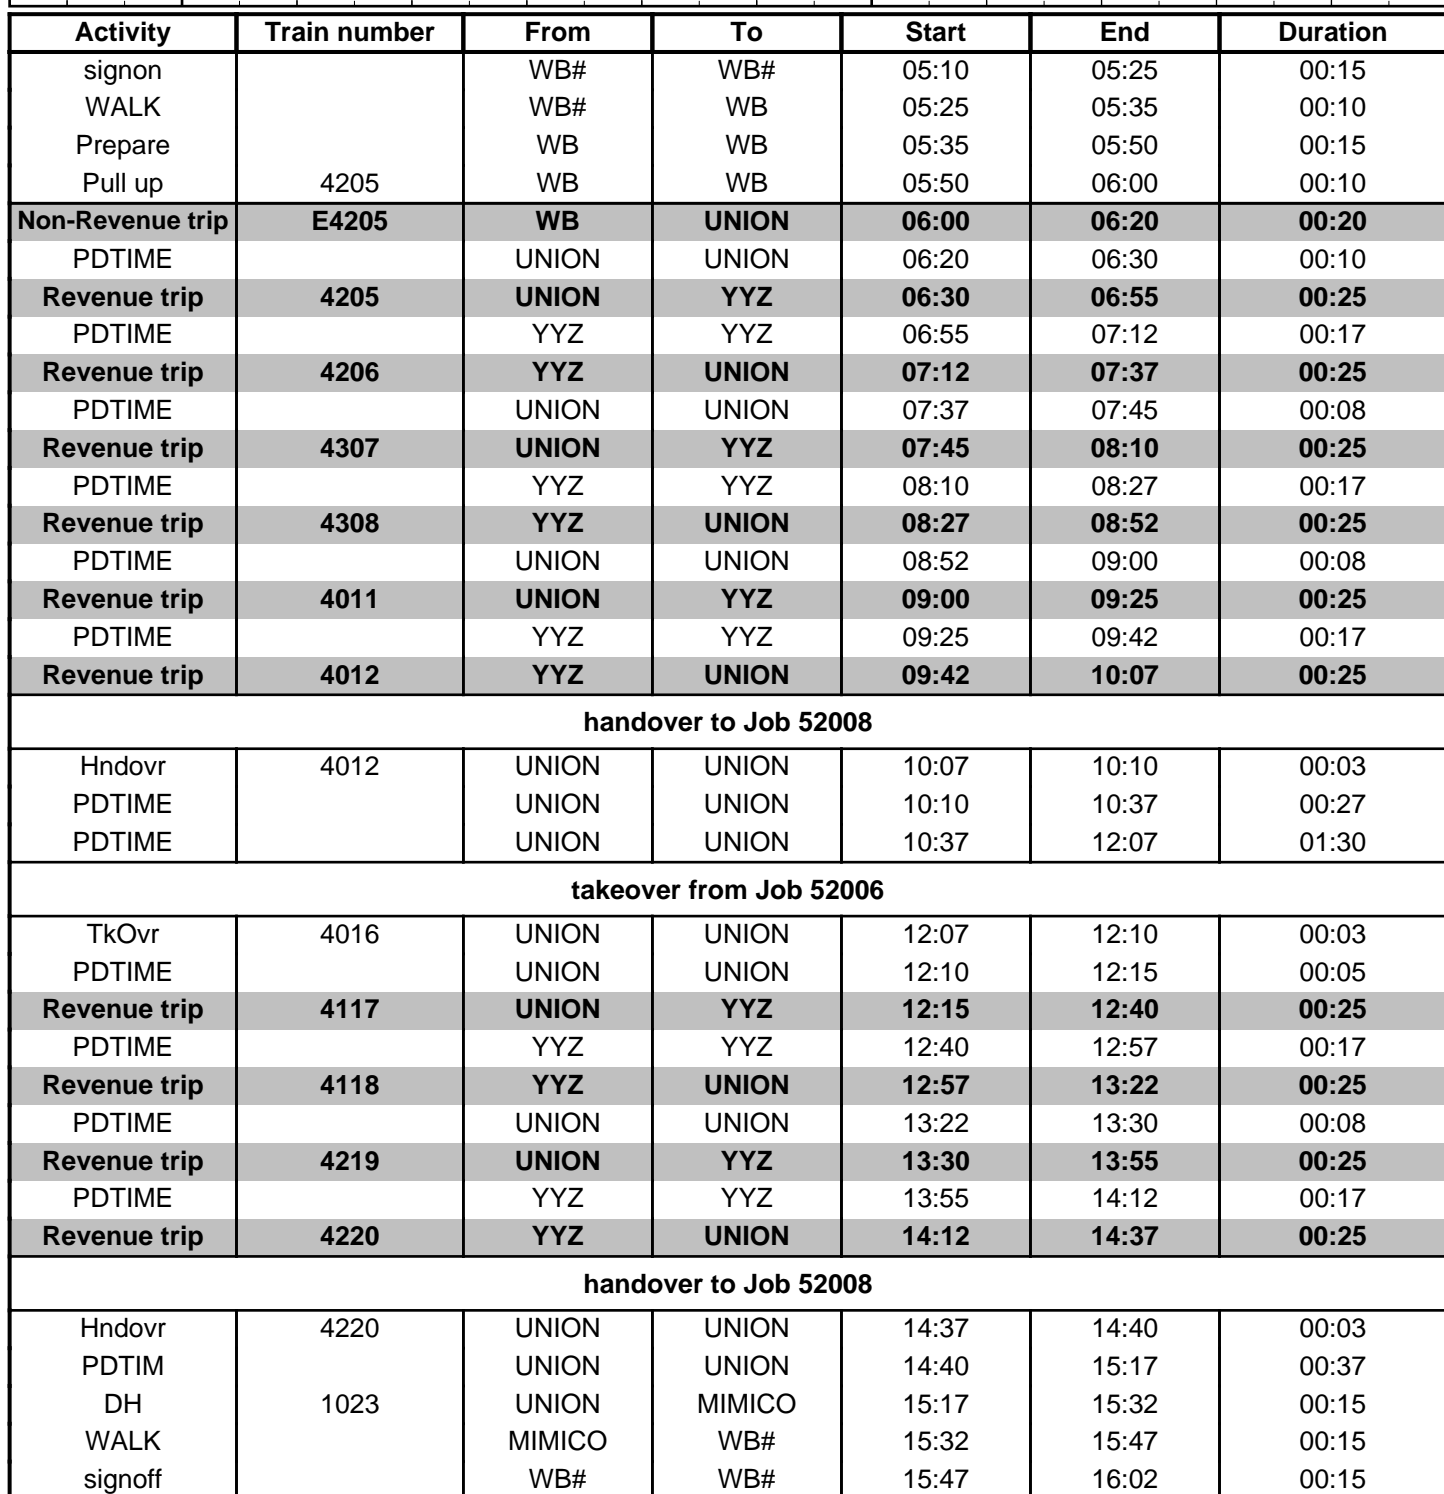 Activity Train number From To Start End Duration
signon WB# WB# 05:10 05:25 00:15
WALK WB# WB 05:25 05:35 00:10
Prepare WB WB 05:35 05:50 00:15
Pull up 4205 WB WB 05:50 06:00 00:10
Non-Revenue trip E4205 WB UNION 06:00 06:20 00:20
PDTIME UNION UNION 06:20 06:30 00:10
Revenue trip 4205 UNION YYZ 06:30 06:55 00:25
PDTIME YYZ YYZ 06:55 07:12 00:17
Revenue trip 4206 YYZ UNION 07:12 07:37 00:25
PDTIME UNION UNION 07:37 07:45 00:08
Revenue trip 4307 UNION YYZ 07:45 08:10 00:25
PDTIME YYZ YYZ 08:10 08:27 00:17
Revenue trip 4308 YYZ UNION 08:27 08:52 00:25
PDTIME UNION UNION 08:52 09:00 00:08
Revenue trip 4011 UNION YYZ 09:00 09:25 00:25
PDTIME YYZ YYZ 09:25 09:42 00:17
Revenue trip 4012 YYZ UNION 09:42 10:07 00:25
handover to Job 52008
Hndovr 4012 UNION UNION 10:07 10:10 00:03
PDTIME UNION UNION 10:10 10:37 00:27
PDTIME UNION UNION 10:37 12:07 01:30
takeover from Job 52006
TkOvr 4016 UNION UNION 12:07 12:10 00:03
PDTIME UNION UNION 12:10 12:15 00:05
Revenue trip 4117 UNION YYZ 12:15 12:40 00:25
PDTIME YYZ YYZ 12:40 12:57 00:17
Revenue trip 4118 YYZ UNION 12:57 13:22 00:25
PDTIME UNION UNION 13:22 13:30 00:08
Revenue trip 4219 UNION YYZ 13:30 13:55 00:25
PDTIME YYZ YYZ 13:55 14:12 00:17
Revenue trip 4220 YYZ UNION 14:12 14:37 00:25
handover to Job 52008
Hndovr 4220 UNION UNION 14:37 14:40 00:03
PDTIM UNION UNION 14:40 15:17 00:37
DH 1023 UNION MIMICO 15:17 15:32 00:15
WALK MIMICO WB# 15:32 15:47 00:15
signoff WB# WB# 15:47 16:02 00:15